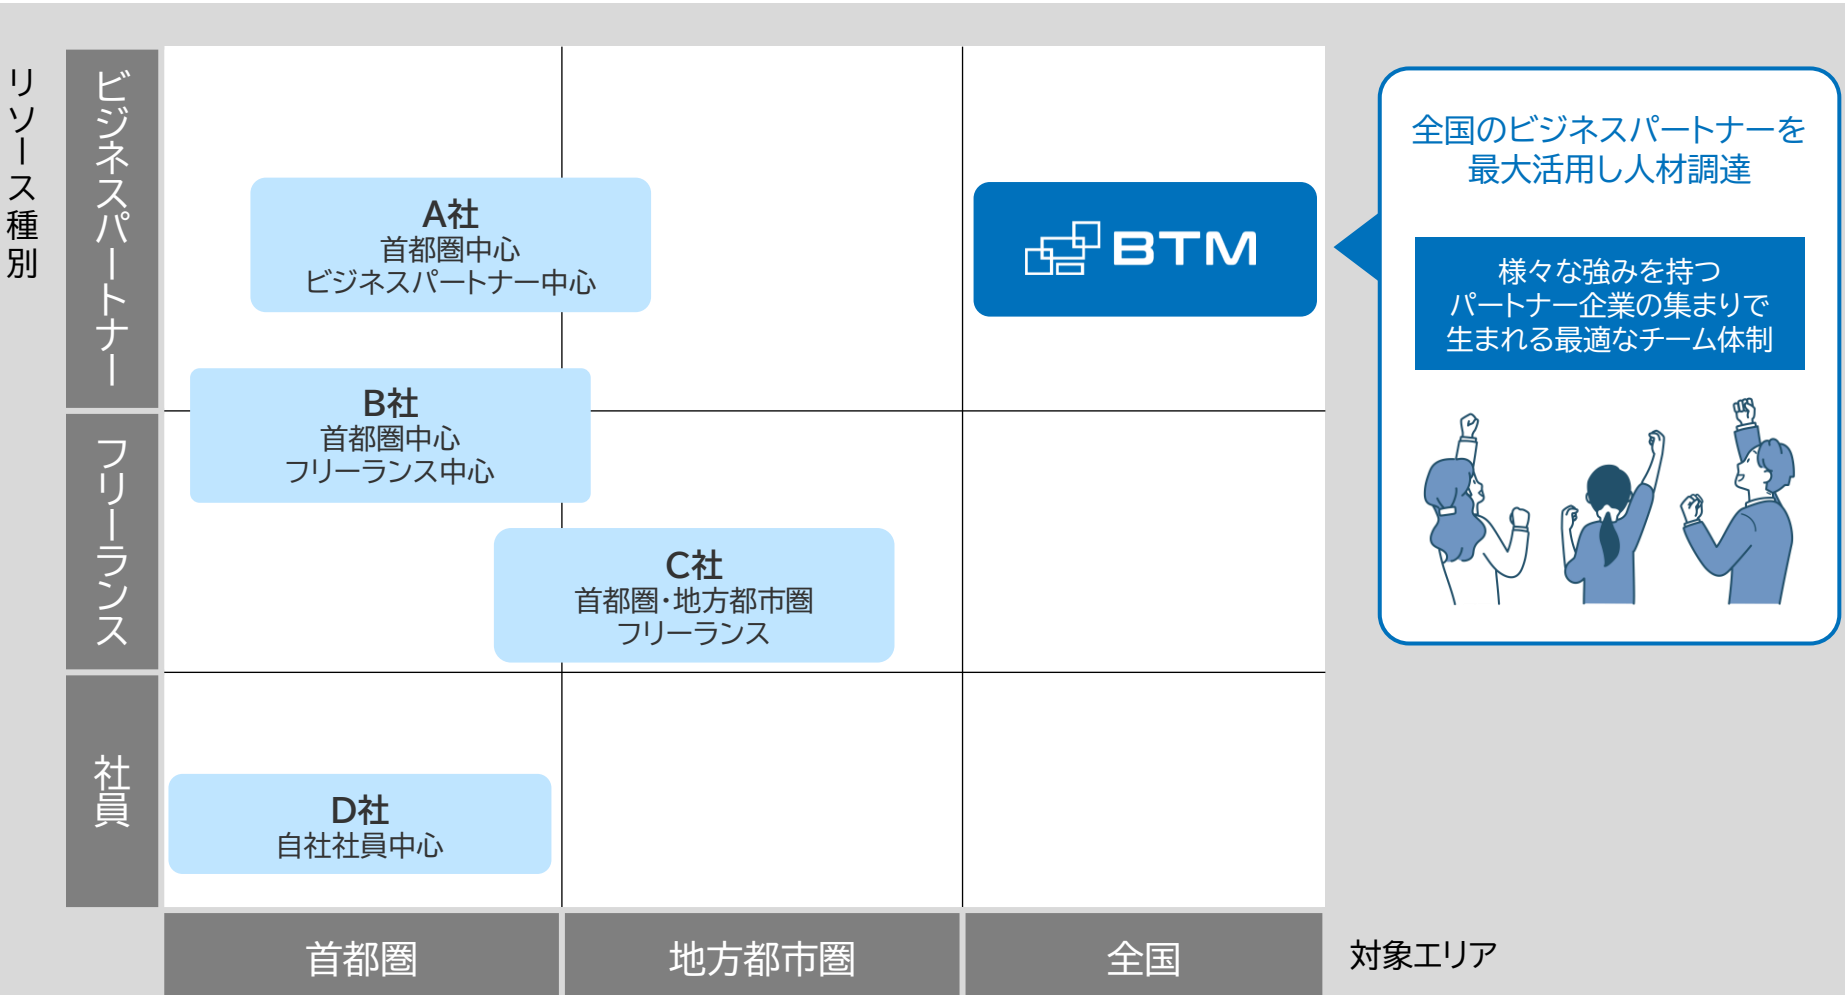 リソース種別
ビジネスパートナー
フリーランス
社員
A社
首都圏中心
ビジネスパートナー中心
BTM
B社
首都圏中心
フリーランス中心
C社
首都圏・地方都市圏
フリーランス
D社
自社社員中心
首都圏
地方都市圏
全国
対象エリア
全国のビジネスパートナーを
最大活用し人材調達
様々な強みを持つ
パートナー企業の集まりで
生まれる最適なチーム体制